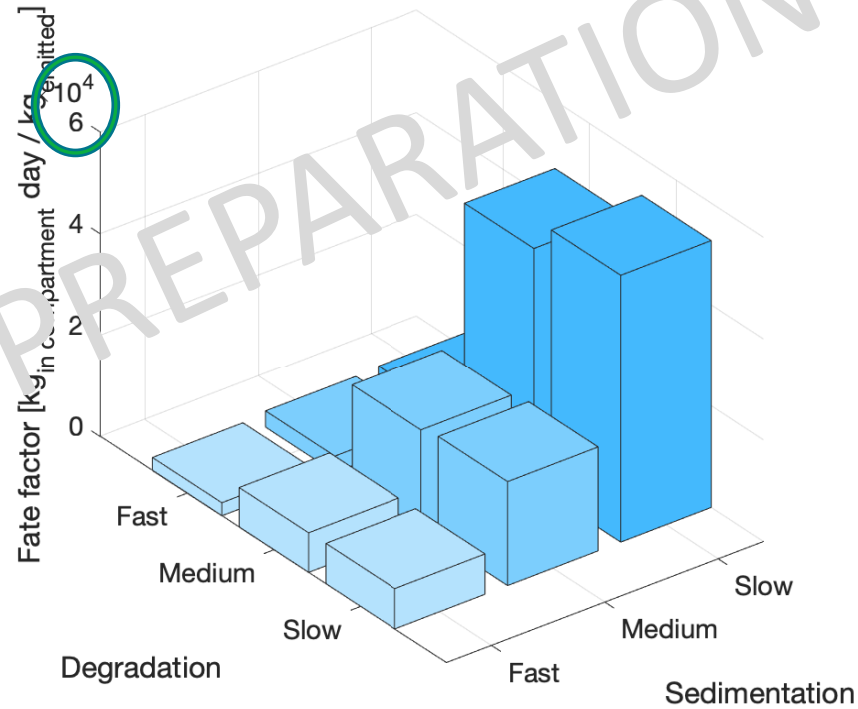 Fate factor [kg in compartment day / kg emitted]
10⁴
6
4
2
0
PREPARATION
Fast
Medium
Slow
Degradation
Fast
Medium
Slow
Sedimentation